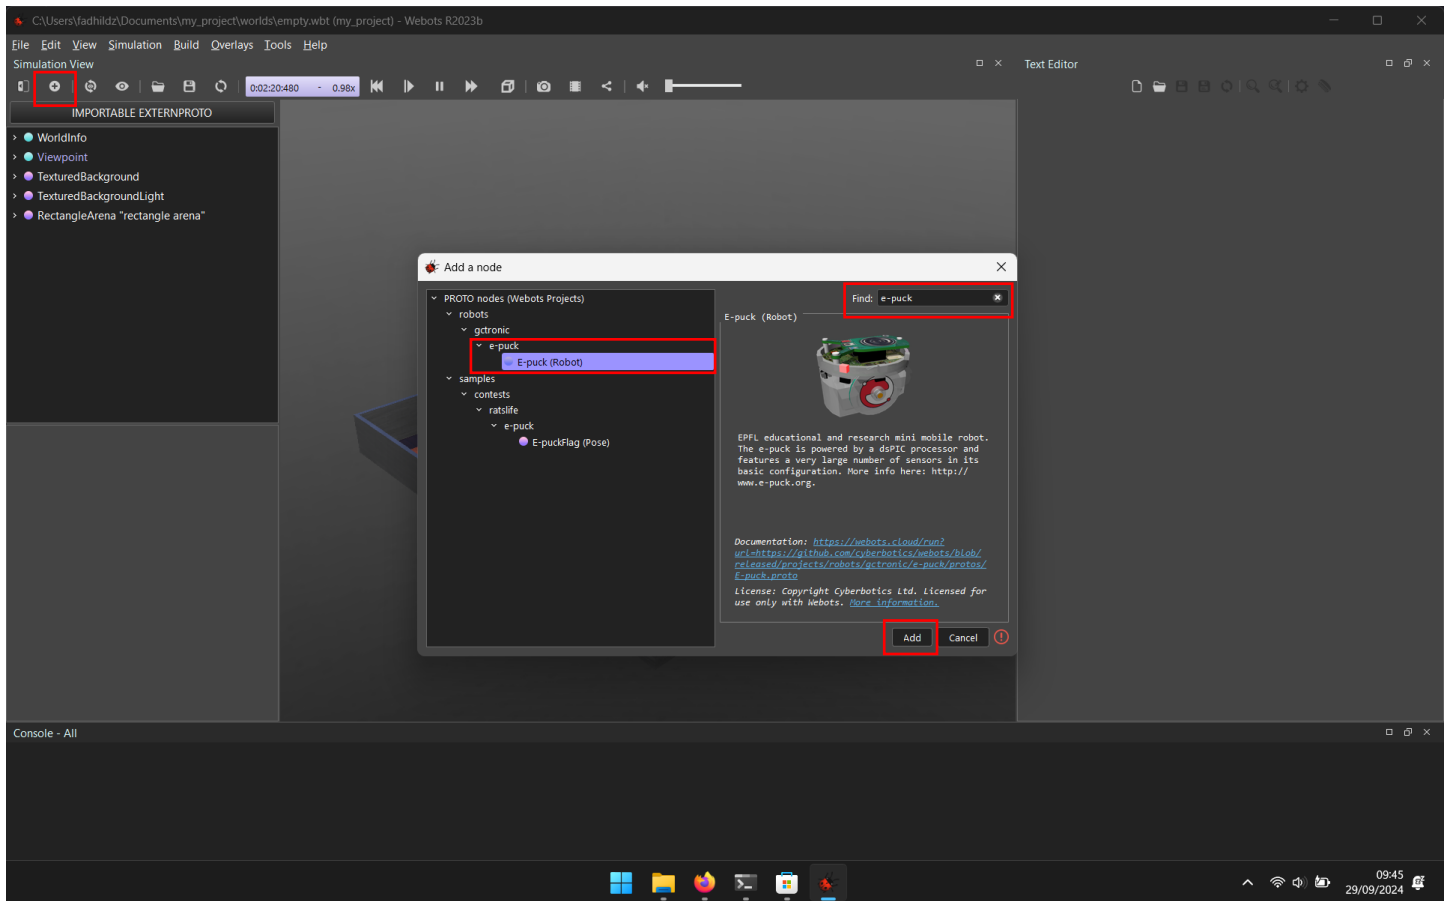 C:\Users\fadhildz\Documents\my_project\worlds\empty.wbt (my_project) - Webots R2023b
File Edit View Simulation Build Overlays Tools Help
Simulation View
Text Editor
0:02:20:480 - 0.98x
IMPORTABLE EXTERNPROTO
WorldInfo
Viewpoint
TexturedBackground
TexturedBackgroundLight
RectangleArena "rectangle arena"
Add a node
PROTO nodes (Webots Projects)
robots
gctronic
e-puck
E-puck (Robot)
samples
contests
ratslife
e-puck
E-puckFlag (Pose)
Find: e-puck
E-puck (Robot)
EPFL educational and research mini mobile robot.
The e-puck is powered by a dsPIC processor and
features a very large number of sensors in its
basic configuration. More info here: http://
www.e-puck.org.
Documentation: https://webots.cloud/run?
url=https://github.com/cyberbotics/webots/blob/
released/projects/robots/gctronic/e-puck/protos/
E-puck.proto
License: Copyright Cyberbotics Ltd. Licensed for
use only with Webots. More information.
Add Cancel
Console - All
09:45
29/09/2024